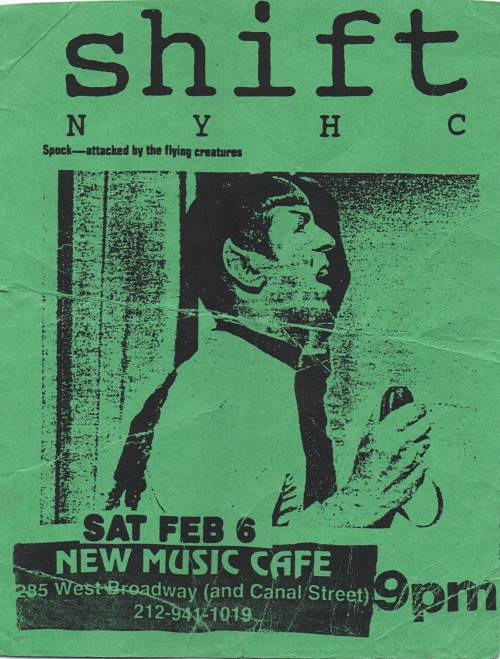 shift
N Y H C
Spock—attacked by the flying creatures
SAT FEB 6
NEW MUSIC CAFE
285 West Broadway (and Canal Street)
9pm
212-941-1019